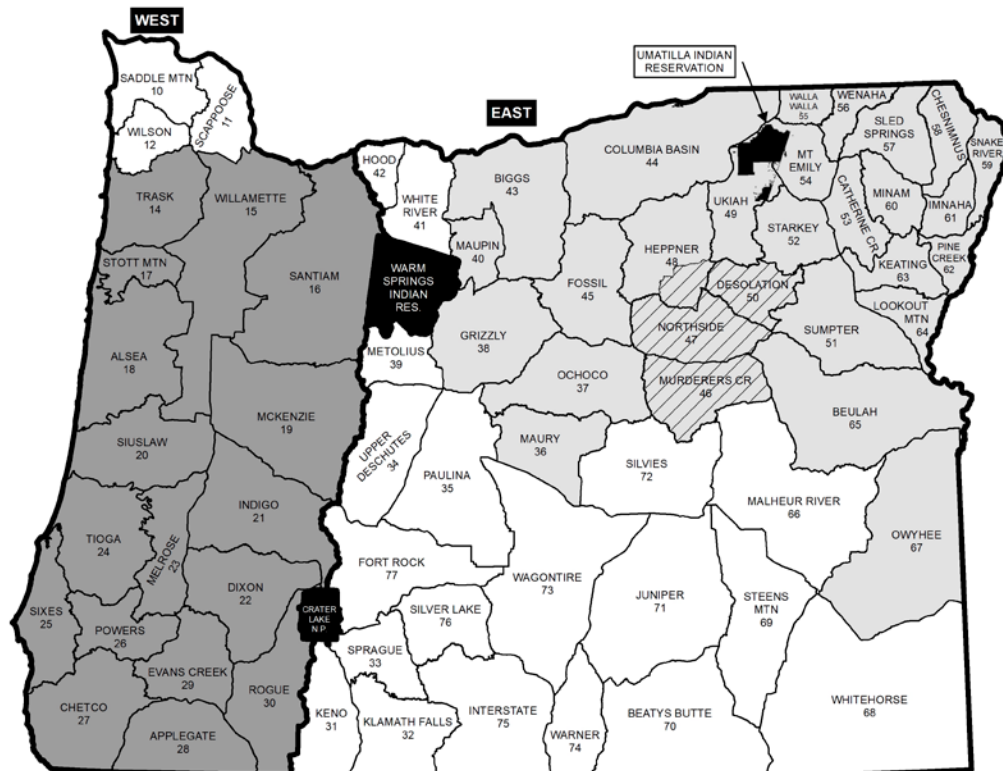 WEST
SADDLE MTN
10
SCAPPOOSE
11
WILSON
12
UMATILLA INDIAN
RESERVATION
EAST
HOOD
42
WHITE
RIVER
41
BIGGS
43
COLUMBIA BASIN
44
WALLA
WALLA
55
WENAHA
56
SLED
SPRINGS
57
CHESNIMNUS
58
SNAKE
RIVER
59
MT
EMILY
54
MINAM
60
IMNAHA
61
CATHERINE CR
53
TRASK
14
WILLAMETTE
15
UKIAH
49
STARKEY
52
PINE
CREEK
62
KEATING
63
MAUPIN
40
HEPPNER
48
STOTT MTN
17
SANTIAM
16
WARM
SPRINGS
INDIAN
RES.
FOSSIL
45
DESOLATION
50
LOOKOUT
MTN
64
NORTHSIDE
47
SUMPTER
51
GRIZZLY
38
METOLIUS
39
ALSEA
18
OCHOCO
37
MURDERERS CR
46
MCKENZIE
19
BEULAH
65
SIUSLAW
20
UPPER
DESCHUTES
34
MAURY
36
PAULINA
35
SILVIES
72
INDIGO
21
MALHEUR RIVER
66
TIOGA
24
MELROSE
23
OWYHEE
67
FORT ROCK
77
DIXON
22
WAGONTIRE
73
JUNIPER
71
STEENS
MTN
69
SIXES
25
CRATER
LAKE
N.P.
SILVER LAKE
76
POWERS
26
SPRAGUE
33
EVANS CREEK
29
ROGUE
30
CHETCO
27
KENO
31
KLAMATH FALLS
32
INTERSTATE
75
WARNER
74
BEATYS BUTTE
70
WHITEHORSE
68
APPLEGATE
28